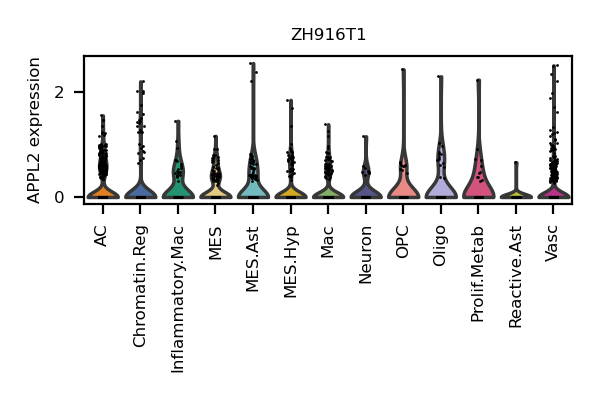 ZH916T1
APPL2 expression
2
0
AC
Chromatin.Reg
Inflammatory.Mac
MES
MES.Ast
MES.Hyp
Mac
Neuron
OPC
Oligo
Prolif.Metab
Reactive.Ast
Vasc